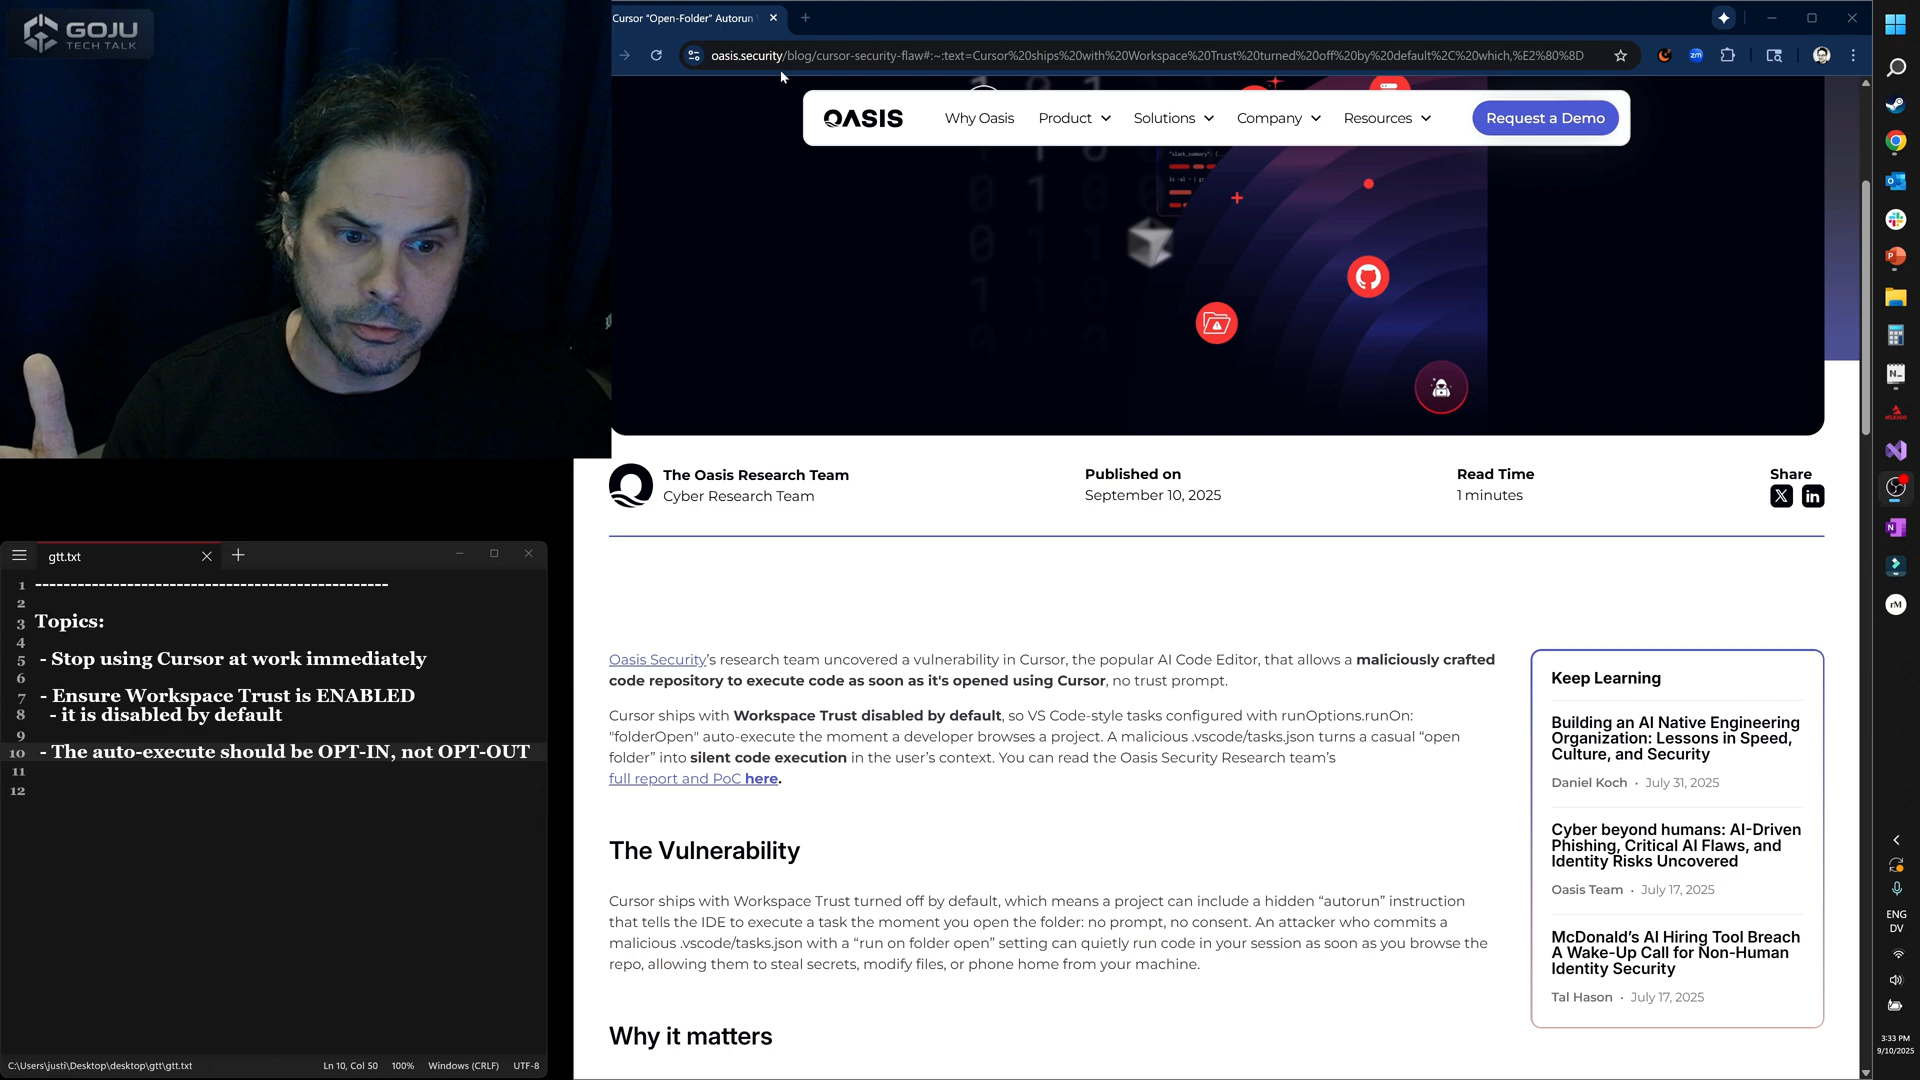 GOJU
TECH TALK
Cursor “Open-Folder” Autorun
oasis.security/blog/cursor-security-flaw#:~:text=Cursor%20ships%20with%20Workspace%20Trust%20turned%20off%20by%20default%2C%20which,%E2%80%8D
zm
OASIS
Why Oasis
Product
Solutions
Company
Resources
Request a Demo
The Oasis Research Team
Cyber Research Team
Published on
September 10, 2025
Read Time
1 minutes
Share
Oasis Security’s research team uncovered a vulnerability in Cursor, the popular AI Code Editor, that allows a maliciously crafted
code repository to execute code as soon as it's opened using Cursor, no trust prompt.
Cursor ships with Workspace Trust disabled by default, so VS Code-style tasks configured with runOptions.runOn:
"folderOpen" auto-execute the moment a developer browses a project. A malicious .vscode/tasks.json turns a casual “open
folder” into silent code execution in the user’s context. You can read the Oasis Security Research team’s
full report and PoC here.
The Vulnerability
Cursor ships with Workspace Trust turned off by default, which means a project can include a hidden “autorun” instruction
that tells the IDE to execute a task the moment you open the folder: no prompt, no consent. An attacker who commits a
malicious .vscode/tasks.json with a “run on folder open” setting can quietly run code in your session as soon as you browse the
repo, allowing them to steal secrets, modify files, or phone home from your machine.
Why it matters
Keep Learning
Building an AI Native Engineering
Organization: Lessons in Speed,
Culture, and Security
Daniel Koch • July 31, 2025
Cyber beyond humans: AI-Driven
Phishing, Critical AI Flaws, and
Identity Risks Uncovered
Oasis Team • July 17, 2025
McDonald’s AI Hiring Tool Breach
A Wake-Up Call for Non-Human
Identity Security
Tal Hason • July 17, 2025
gtt.txt
1 --------------------------------------------------
2
3 Topics:
4
5 - Stop using Cursor at work immediately
6
7 - Ensure Workspace Trust is ENABLED
8 - it is disabled by default
9
10 - The auto-execute should be OPT-IN, not OPT-OUT
11
12
C:\Users\justi\Desktop\desktop\gtt\gtt.txt
Ln 10, Col 50
100%
Windows (CRLF)
UTF-8
rM
ENG
DV
3:33 PM
9/10/2025